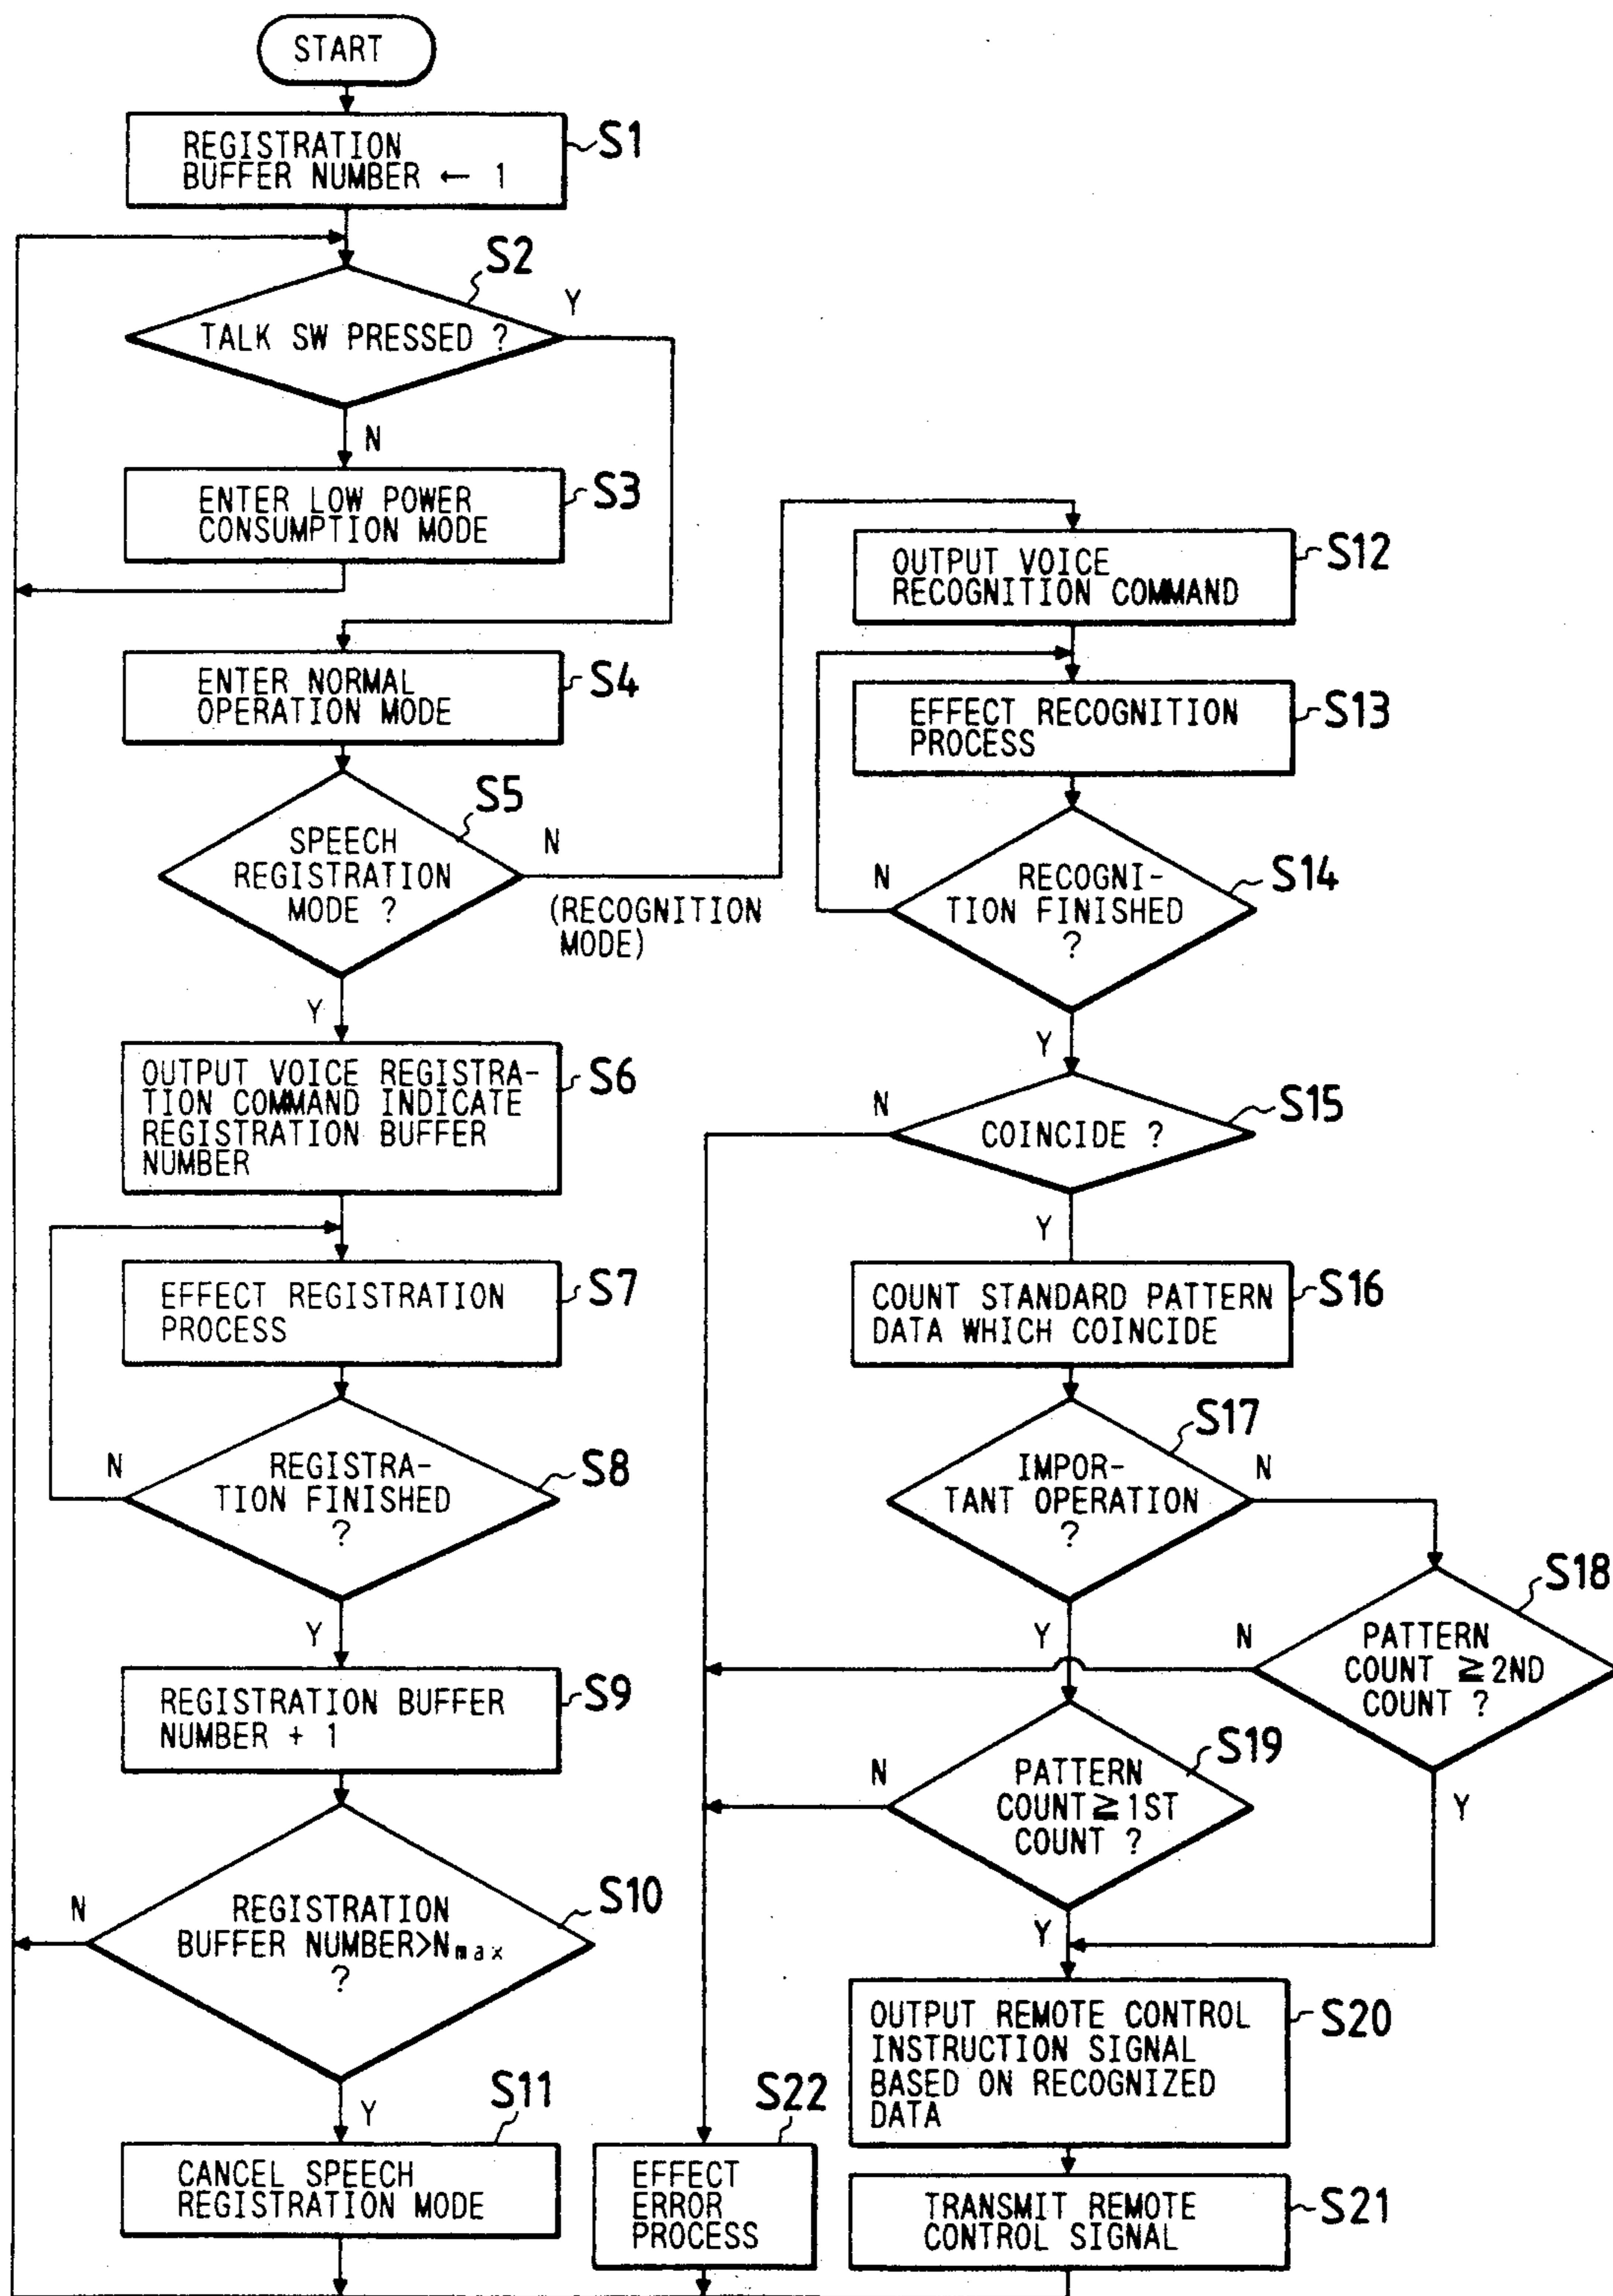 START
REGISTRATION
BUFFER NUMBER ← 1
S1
S2
TALK SW PRESSED ?
Y
N
ENTER LOW POWER
CONSUMPTION MODE
S3
ENTER NORMAL
OPERATION MODE
S4
S5
SPEECH
REGISTRATION
MODE ?
N
(RECOGNITION
MODE)
Y
OUTPUT VOICE REGISTRA-
TION COMMAND INDICATE
REGISTRATION BUFFER
NUMBER
S6
EFFECT REGISTRATION
PROCESS
S7
REGISTRA-
TION FINISHED
?
S8
N
Y
REGISTRATION BUFFER
NUMBER + 1
S9
REGISTRATION
BUFFER NUMBER>Nmax
?
S10
N
Y
S11
CANCEL SPEECH
REGISTRATION MODE
OUTPUT VOICE
RECOGNITION COMMAND
S12
EFFECT RECOGNITION
PROCESS
S13
RECOGNI-
TION FINISHED
?
S14
N
Y
COINCIDE ?
S15
N
Y
COUNT STANDARD PATTERN
DATA WHICH COINCIDE
S16
S17
IMPOR-
TANT OPERATION
?
N
Y
S18
PATTERN
COUNT ≧2ND
COUNT ?
N
Y
S19
PATTERN
COUNT≧1ST
COUNT ?
N
Y
OUTPUT REMOTE CONTROL
INSTRUCTION SIGNAL
BASED ON RECOGNIZED
DATA
S20
TRANSMIT REMOTE
CONTROL SIGNAL
S21
S22
EFFECT
ERROR
PROCESS